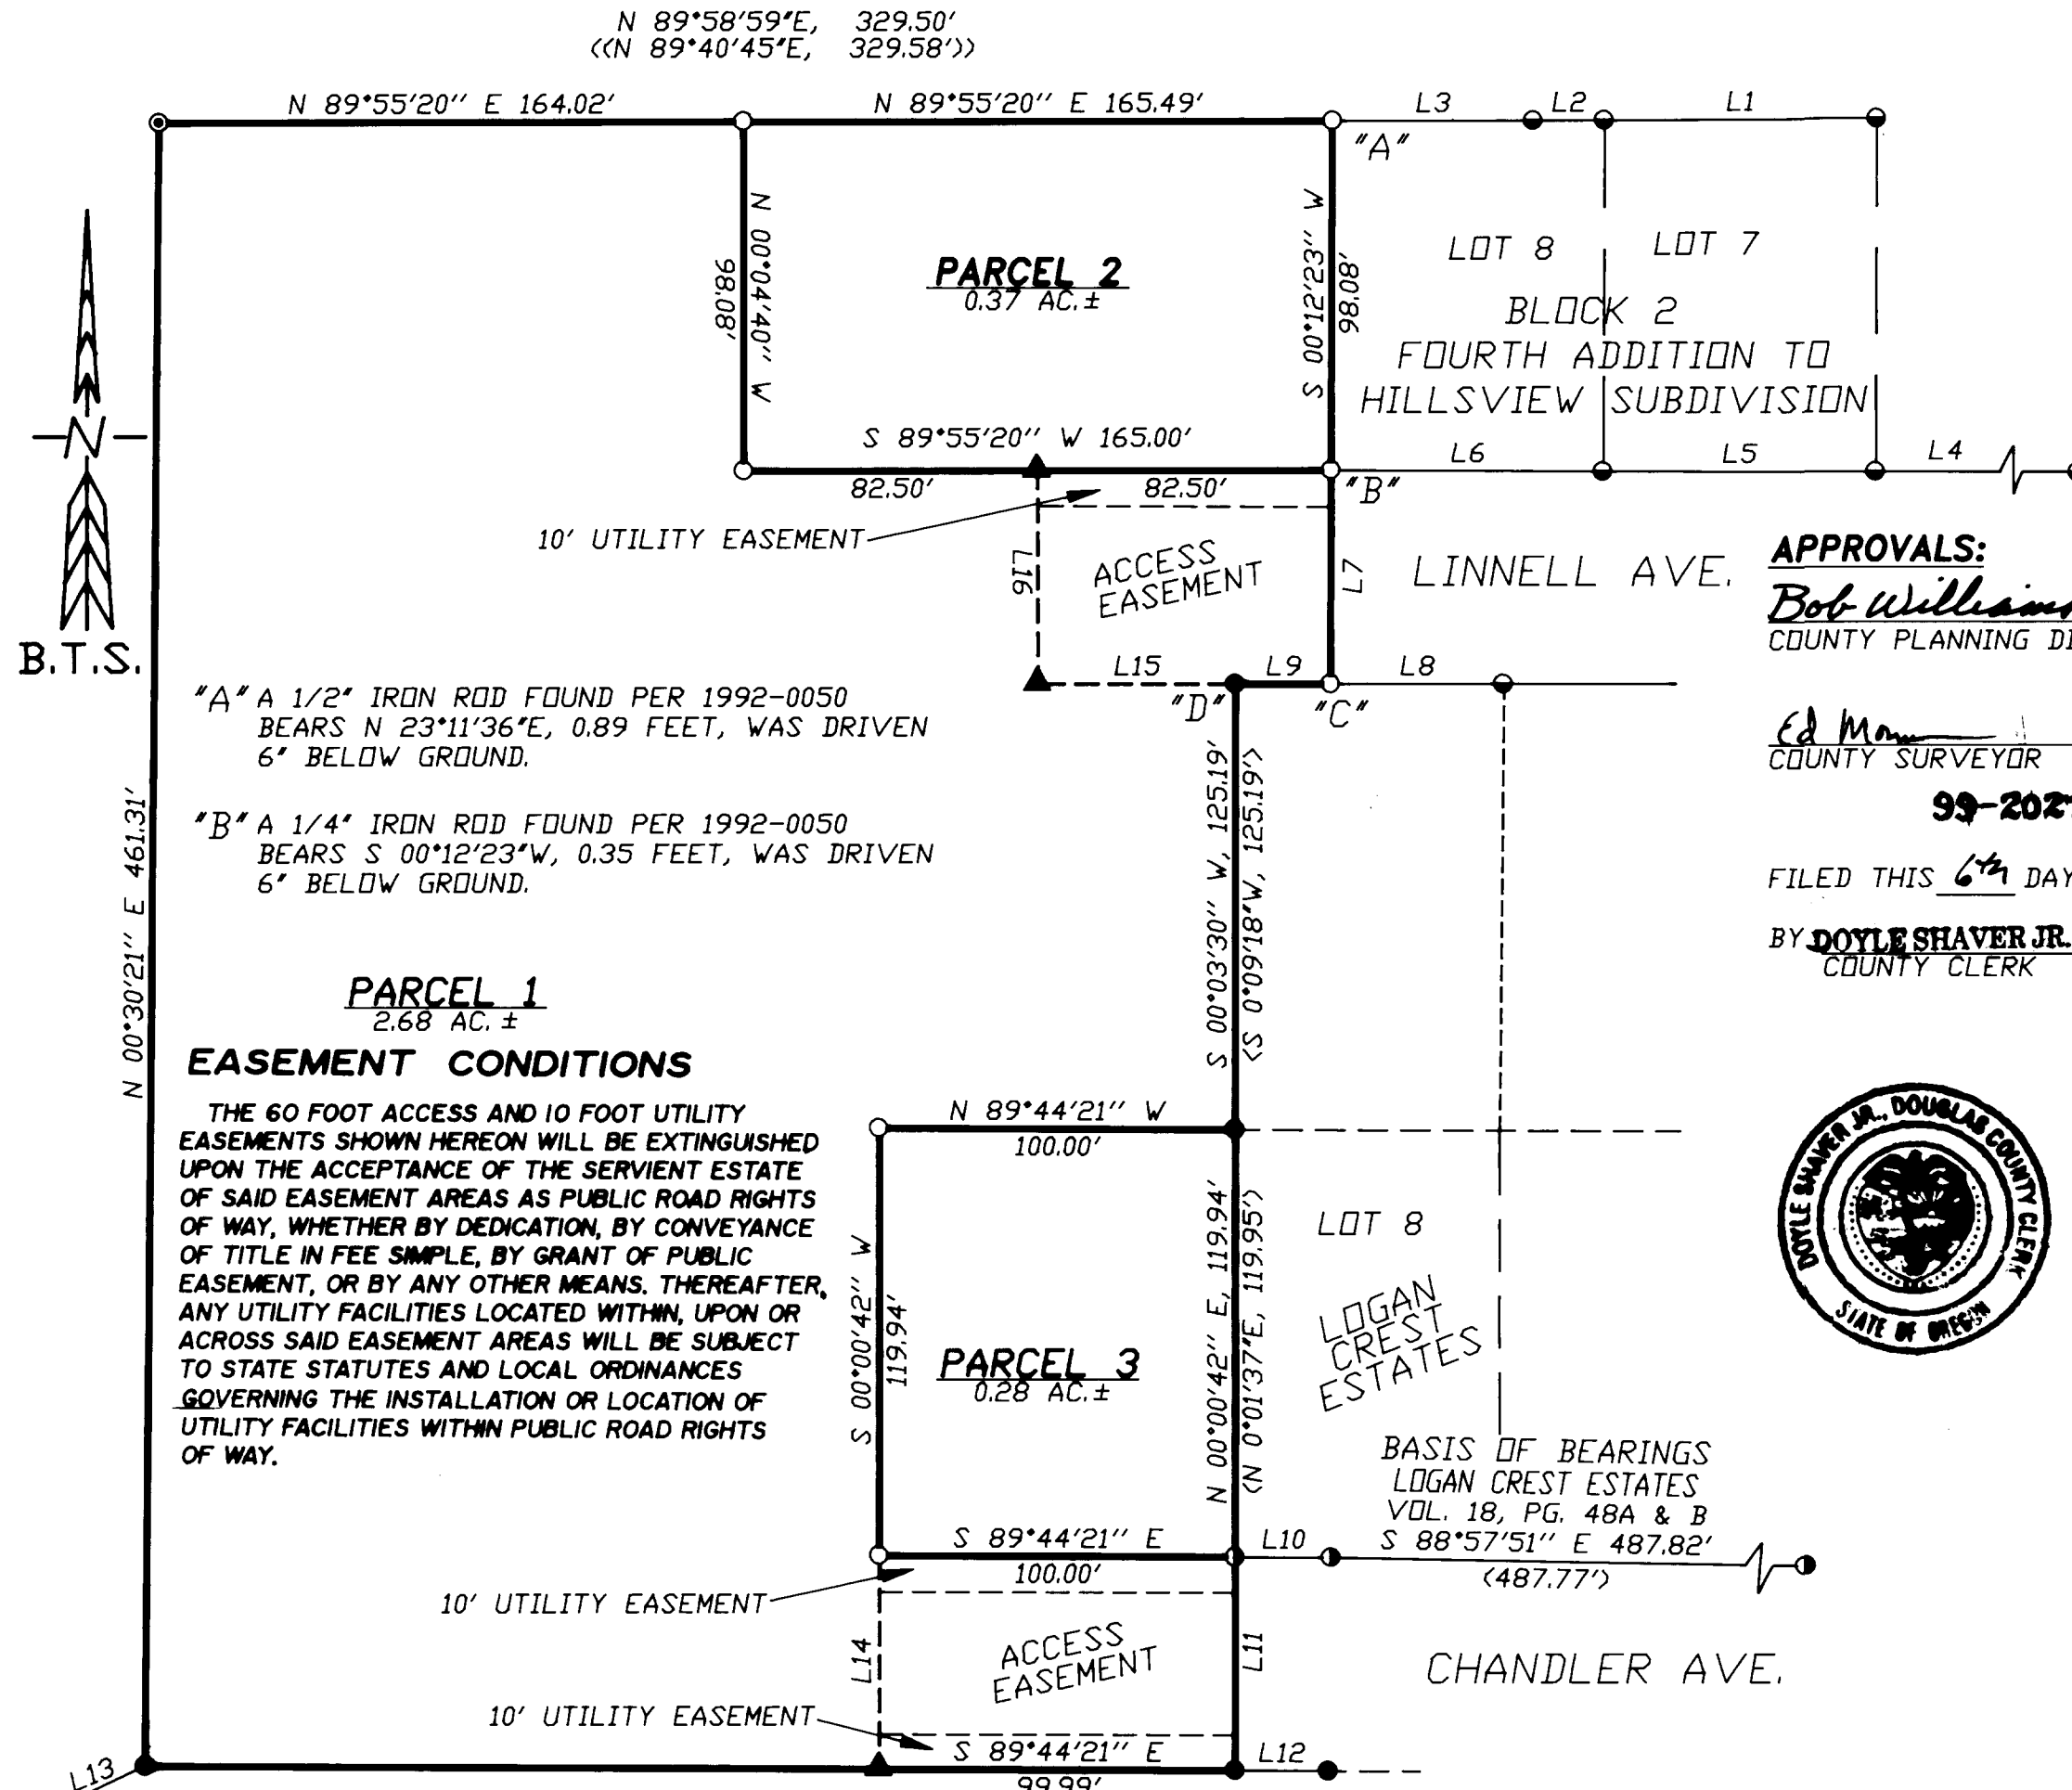 N 89°58'59"E, 329.50'
<<N 89°40'45"E, 329.58'>>
N 89°55'20" E 164.02'
N 89°55'20" E 165.49'
L3
L2
L1
"A"
N 00°04'40" W
98.08'
PARCEL 2
0.37 AC.±
S 00°12'23" W
98.08'
LOT 8
LOT 7
BLOCK 2
FOURTH ADDITION TO
HILLSVIEW SUBDIVISION
S 89°55'20" W 165.00'
82.50'
82.50'
"B"
L6
L5
L4
N
B.T.S.
10' UTILITY EASEMENT
L16
ACCESS
EASEMENT
L7
LINNELL AVE.
L15
L9
L8
"D"
"C"
APPROVALS:
Bob Williams
COUNTY PLANNING
Ed
COUNTY SURVEYOR
99-202
FILED THIS 6th DAY
BY DOYLE SHAVER JR.
COUNTY CLERK
"A" A 1/2" IRON ROD FOUND PER 1992-0050
BEARS N 23°11'36"E, 0.89 FEET, WAS DRIVEN
6" BELOW GROUND.
"B" A 1/4" IRON ROD FOUND PER 1992-0050
BEARS S 00°12'23"W, 0.35 FEET, WAS DRIVEN
6" BELOW GROUND.
N 00°30'21" E 461.31'
S 00°03'30" W, 125.19'
<S 0°09'18"W, 125.19'>
PARCEL 1
2.68 AC. ±
EASEMENT CONDITIONS
THE 60 FOOT ACCESS AND 10 FOOT UTILITY
EASEMENTS SHOWN HEREON WILL BE EXTINGUISHED
UPON THE ACCEPTANCE OF THE SERVIENT ESTATE
OF SAID EASEMENT AREAS AS PUBLIC ROAD RIGHTS
OF WAY, WHETHER BY DEDICATION, BY CONVEYANCE
OF TITLE IN FEE SIMPLE, BY GRANT OF PUBLIC
EASEMENT, OR BY ANY OTHER MEANS. THEREAFTER,
ANY UTILITY FACILITIES LOCATED WITHIN, UPON OR
ACROSS SAID EASEMENT AREAS WILL BE SUBJECT
TO STATE STATUTES AND LOCAL ORDINANCES
GOVERNING THE INSTALLATION OR LOCATION OF
UTILITY FACILITIES WITHIN PUBLIC ROAD RIGHTS
OF WAY.
N 89°44'21" W
100.00'
S 00°00'42" W
119.94'
PARCEL 3
0.28 AC.±
N 00°00'42" E, 119.94'
<N 0°01'37"E, 119.95'>
LOT 8
LOGAN
CREST
ESTATES
DOYLE SHAVER JR., DOUGLAS COUNTY CLERK
STATE OF OREGON
BASIS OF BEARINGS
LOGAN CREST ESTATES
VOL. 18, PG. 48A & B
S 88°57'51" E 487.82'
(487.77')
S 89°44'21" E
100.00'
L10
10' UTILITY EASEMENT
L14
ACCESS
EASEMENT
L11
CHANDLER AVE.
10' UTILITY EASEMENT
S 89°44'21" E
99.99'
L12
L13